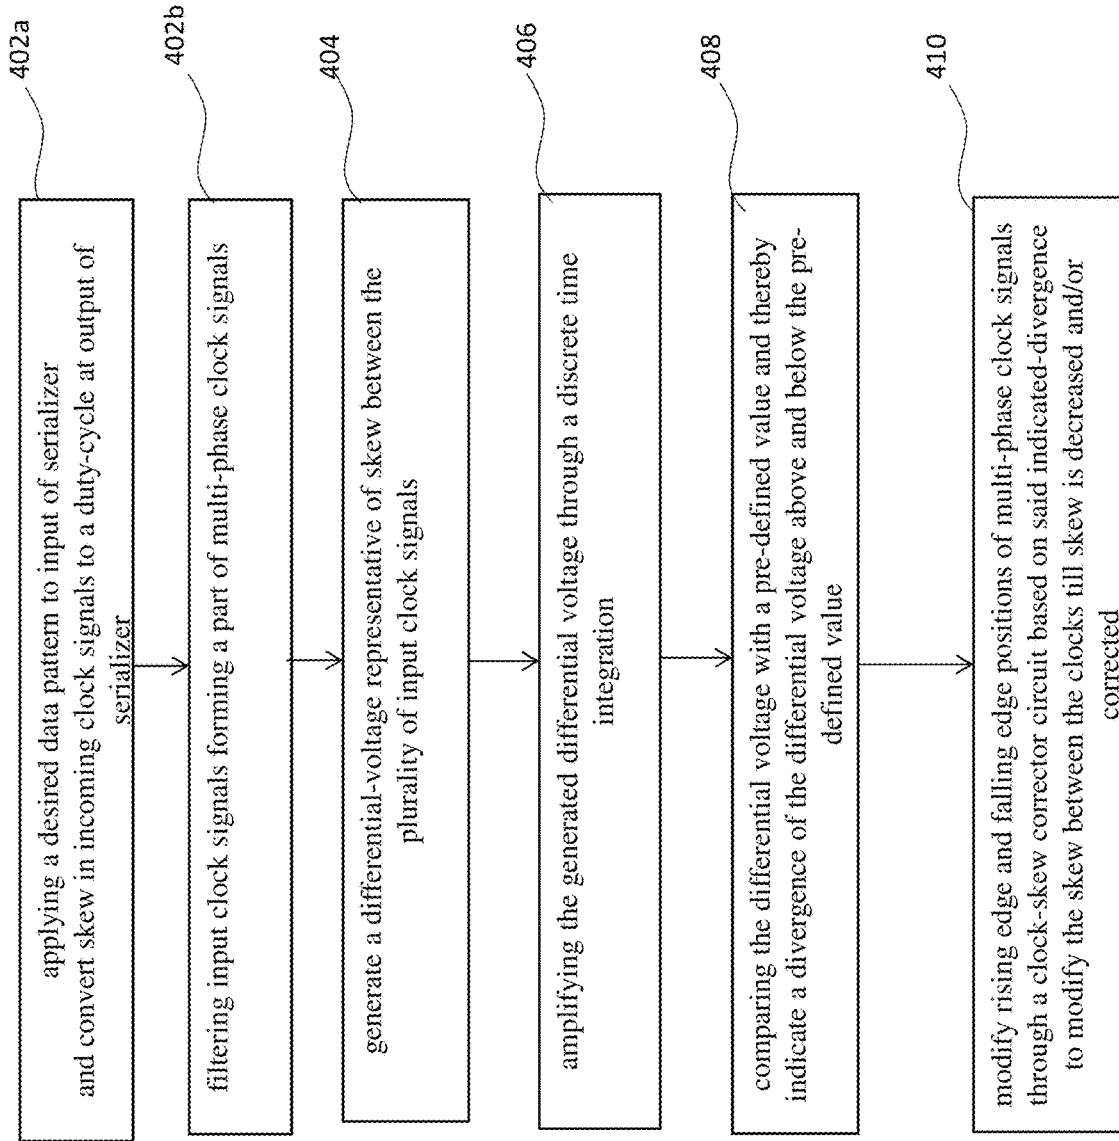 402a
applying a desired data pattern to input of serializer
and convert skew in incoming clock signals to a duty-cycle at output of
serializer
402b
filtering input clock signals forming a part of multi-phase clock signals
404
generate a differential-voltage representative of skew between the
plurality of input clock signals
406
amplifying the generated differential voltage through a discrete time
integration
408
comparing the differential voltage with a pre-defined value and thereby
indicate a divergence of the differential voltage above and below the pre-
defined value
410
modify rising edge and falling edge positions of multi-phase clock signals
through a clock-skew corrector circuit based on said indicated-divergence
to modify the skew between the clocks till skew is decreased and/or
corrected